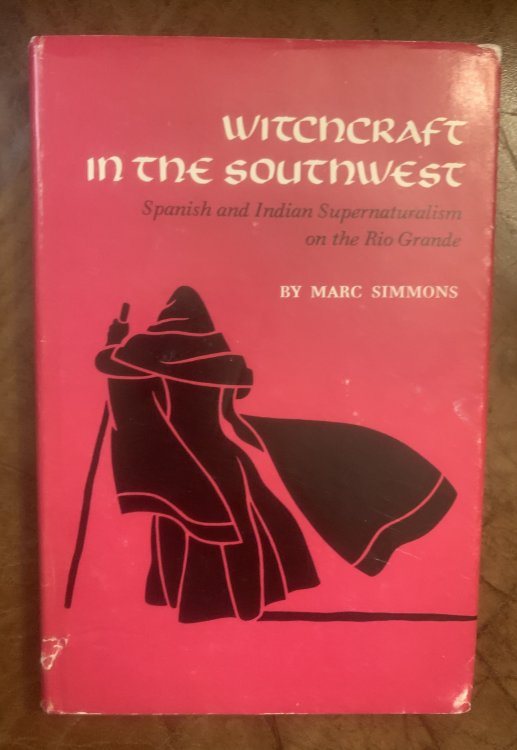 WITCHCRAFT
IN THE SOUTHWEST
Spanish and Indian Supernaturalism
on the Rio Grande
BY MARC SIMMONS